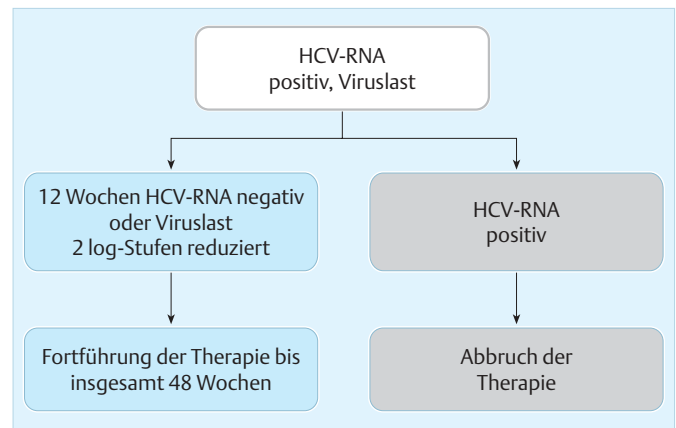 HCV-RNA
positiv, Viruslast
12 Wochen HCV-RNA negativ
oder Viruslast
2 log-Stufen reduziert
HCV-RNA
positiv
Fortführung der Therapie bis
insgesamt 48 Wochen
Abbruch der
Therapie